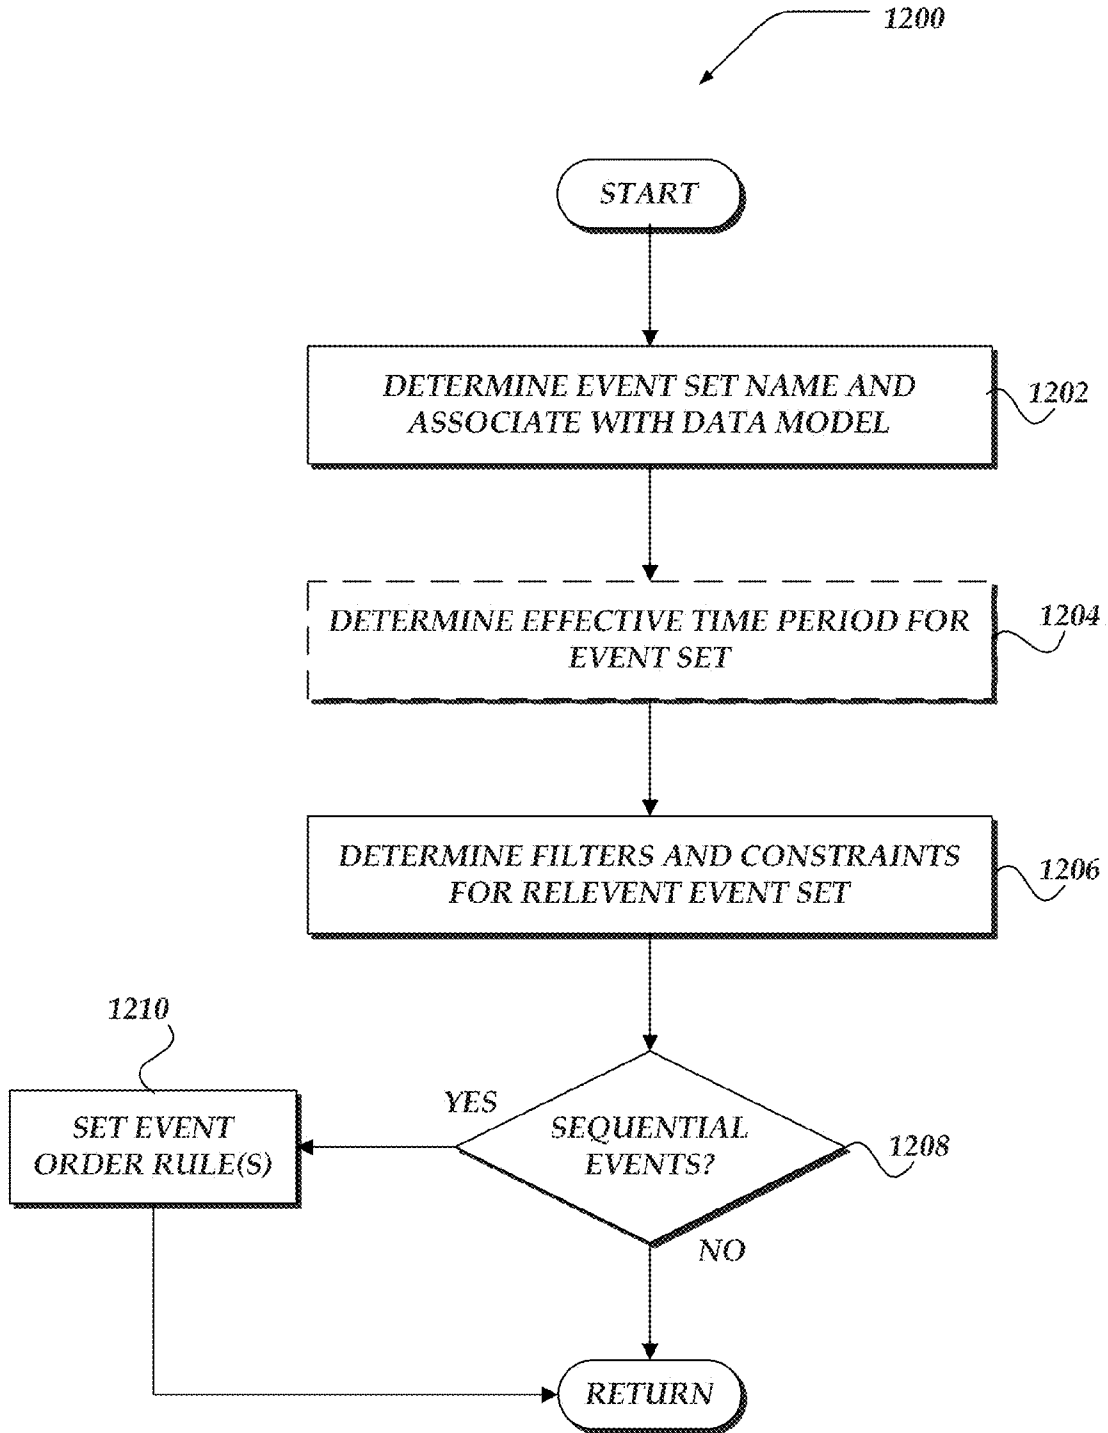 1200
START
DETERMINE EVENT SET NAME AND
ASSOCIATE WITH DATA MODEL
1202
DETERMINE EFFECTIVE TIME PERIOD FOR
EVENT SET
1204
DETERMINE FILTERS AND CONSTRAINTS
FOR RELEVENT EVENT SET
1206
1210
SET EVENT
ORDER RULE(S)
YES
SEQUENTIAL
EVENTS?
1208
NO
RETURN